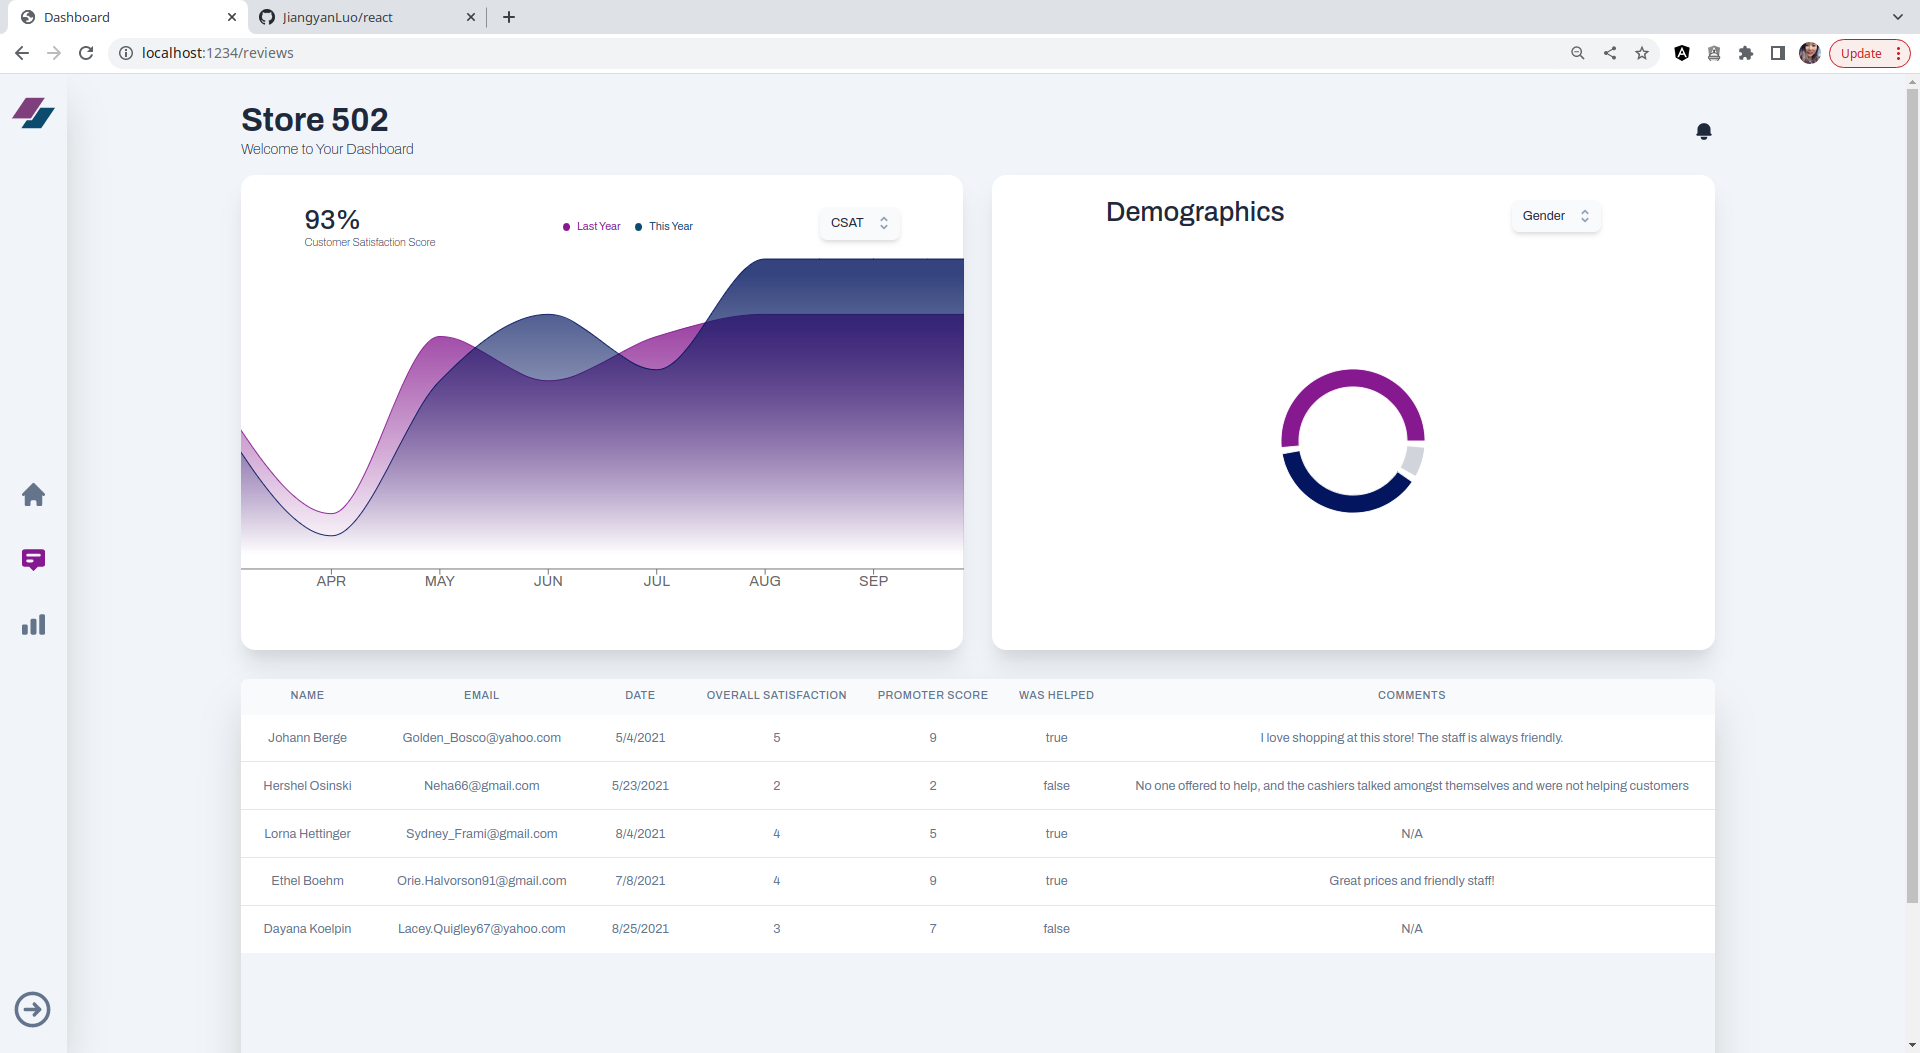 Dashboard
JiangyanLuo/react
localhost:1234/reviews
Update
Store 502
Welcome to Your Dashboard
93%
Customer Satisfaction Score
Last Year
This Year
CSAT
APR MAY JUN JUL AUG SEP
Demographics
Gender
NAME EMAIL DATE OVERALL SATISFACTION PROMOTER SCORE WAS HELPED COMMENTS
Johann Berge Golden_Bosco@yahoo.com 5/4/2021 5 9 true I love shopping at this store! The staff is always friendly.
Hershel Osinski Neha66@gmail.com 5/23/2021 2 2 false No one offered to help, and the cashiers talked amongst themselves and were not helping customers
Lorna Hettinger Sydney_Frami@gmail.com 8/4/2021 4 5 true N/A
Ethel Boehm Orie.Halvorson91@gmail.com 7/8/2021 4 9 true Great prices and friendly staff!
Dayana Koelpin Lacey.Quigley67@yahoo.com 8/25/2021 3 7 false N/A